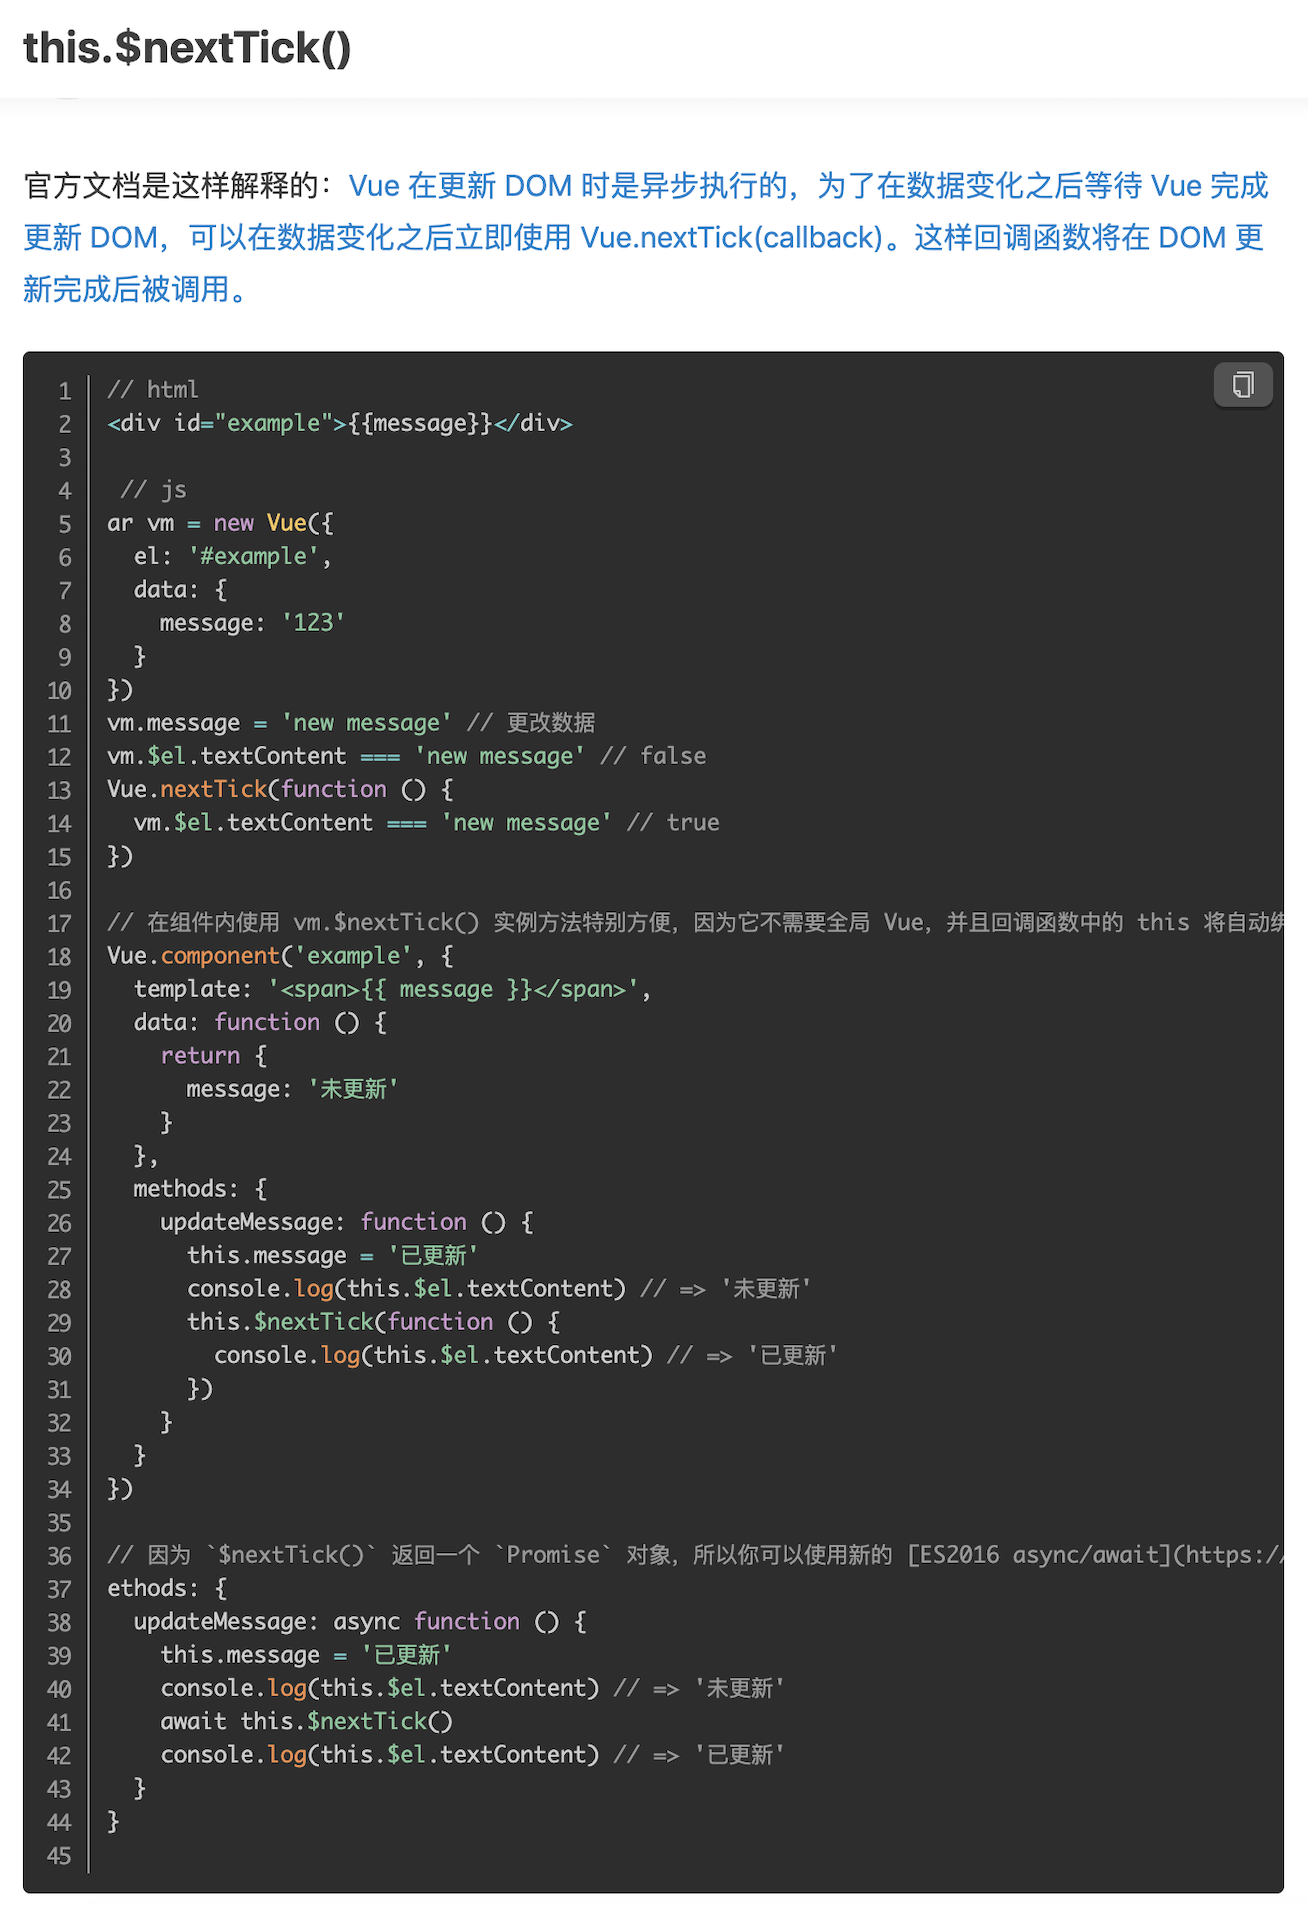 this.$nextTick()
官方文档是这样解释的：Vue 在更新 DOM 时是异步执行的，为了在数据变化之后等待 Vue 完成
更新 DOM，可以在数据变化之后立即使用 Vue.nextTick(callback)。这样回调函数将在 DOM 更
新完成后被调用。
1 // html
2 <div id="example">{{message}}</div>
3
4  // js
5 ar vm = new Vue({
6   el: '#example',
7   data: {
8     message: '123'
9   }
10 })
11 vm.message = 'new message' // 更改数据
12 vm.$el.textContent === 'new message' // false
13 Vue.nextTick(function () {
14   vm.$el.textContent === 'new message' // true
15 })
16
17 // 在组件内使用 vm.$nextTick() 实例方法特别方便，因为它不需要全局 Vue，并且回调函数中的 this 将自动绑
18 Vue.component('example', {
19   template: '<span>{{ message }}</span>',
20   data: function () {
21     return {
22       message: '未更新'
23     }
24   },
25   methods: {
26     updateMessage: function () {
27       this.message = '已更新'
28       console.log(this.$el.textContent) // => '未更新'
29       this.$nextTick(function () {
30         console.log(this.$el.textContent) // => '已更新'
31       })
32     }
33   }
34 })
35
36 // 因为 `$nextTick()` 返回一个 `Promise` 对象，所以你可以使用新的 [ES2016 async/await](https:/
37 ethods: {
38   updateMessage: async function () {
39     this.message = '已更新'
40     console.log(this.$el.textContent) // => '未更新'
41     await this.$nextTick()
42     console.log(this.$el.textContent) // => '已更新'
43   }
44 }
45